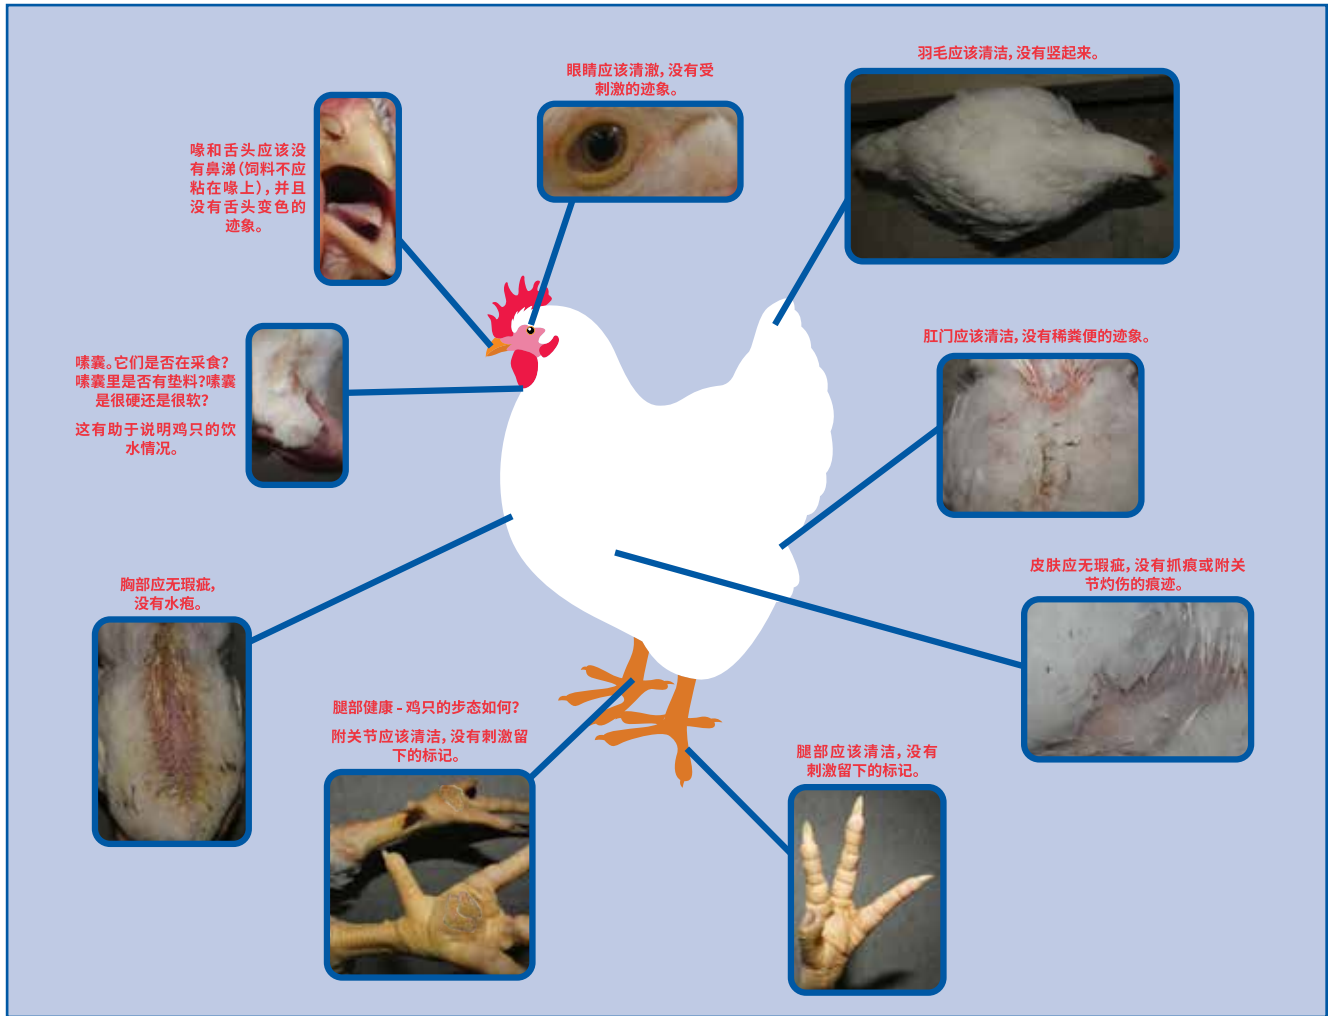 羽毛应该清洁，没有竖起来。
眼睛应该清澈，没有受
刺激的迹象。
喙和舌头应该没
有鼻涕（饲料不应
粘在喙上），并且
没有舌头变色的
迹象。
肛门应该清洁，没有稀粪便的迹象。
嗉囊。它们是否在采食？
嗉囊里是否有垫料？嗉囊
是很硬还是很软？
这有助于说明鸡只的饮
水情况。
皮肤应无瑕疵，没有抓痕或附关
节灼伤的痕迹。
胸部应无瑕疵，
没有水疱。
腿部健康 - 鸡只的步态如何？
附关节应该清洁，没有刺激留
下的标记。
腿部应该清洁，没有
刺激留下的标记。